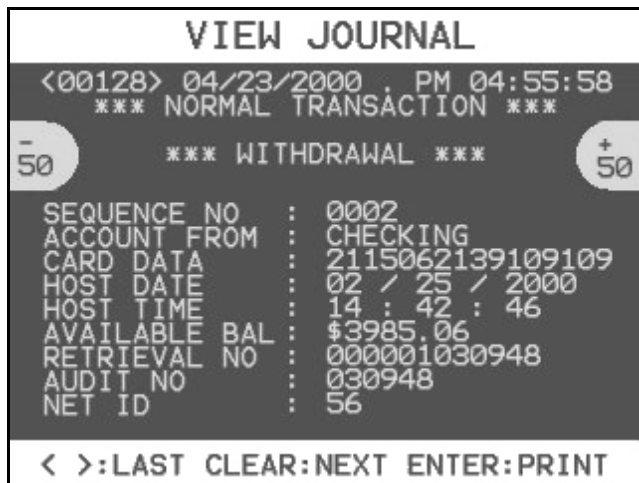 VIEW JOURNAL
<00128> 04/23/2000 . PM 04:55:58
*** NORMAL TRANSACTION ***
- 50
*** WITHDRAWAL ***
+ 50
SEQUENCE NO : 0002
ACCOUNT FROM : CHECKING
CARD DATA : 2115062139109109
HOST DATE : 02 / 25 / 2000
HOST TIME : 14 : 42 : 46
AVAILABLE BAL : $3985.06
RETRIEVAL NO : 000001030948
AUDIT NO : 030948
NET ID : 56
< >:LAST CLEAR:NEXT ENTER:PRINT